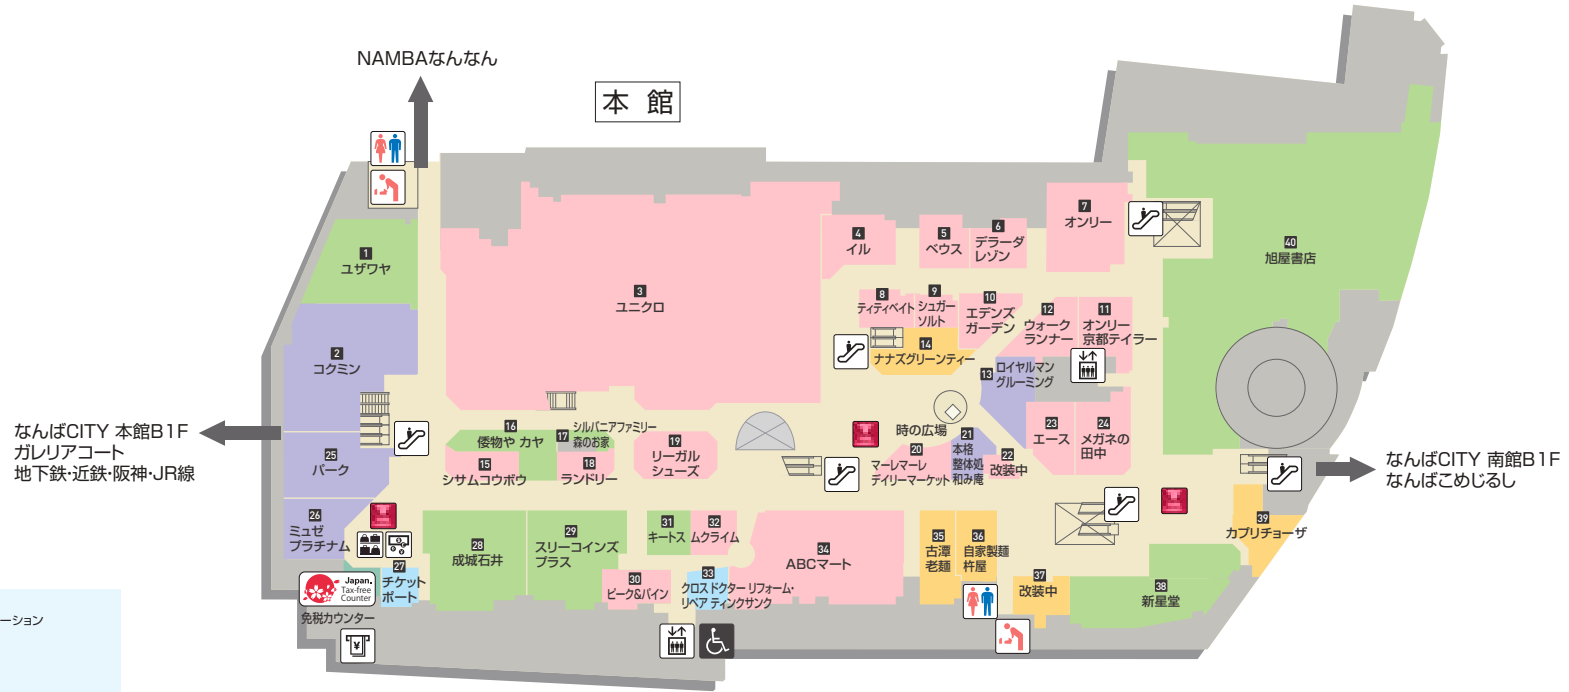 NAMBAなんなん
本 館
1
ユザワヤ
2
コクミン
3
ユニクロ
4
イル
5
ベウス
6
デラーダ
レゾン
7
オンリー
40
旭屋書店
8
ティティベイト
9
シュガー
ソルト
10
エデンズ
ガーデン
12
ウォーク
ランナー
11
オンリー
京都テイラー
14
ナナズグリーンティー
13
ロイヤルマン
グルーミング
なんばCITY 本館B1F
ガレリアコート
地下鉄・近鉄・阪神・JR線
25
パーク
26
ミュゼ
プラチナム
16
倭物や カヤ
17
シルバニアファミリー
森のお家
15
シサムコウボウ
18
ランドリー
19
リーガル
シューズ
時の広場
20
マーレマーレ
デイリーマーケット
21
本格
整体処
和み庵
22
改装中
23
エース
24
メガネの
田中
なんばCITY 南館B1F
なんばこめじるし
27
チケット
ポート
Japan.
Tax-free
Counter
免税カウンター
¥
28
成城石井
29
スリーコインズ
プラス
30
ピーク&パイン
31
キートス
32
ムクライム
33
クロスドクター リフォーム・
リペア ティンクサンク
34
ABCマート
35
古潭
老麺
36
自家製麺
杵屋
37
改装中
38
新星堂
39
カプリチョーザ
ーション